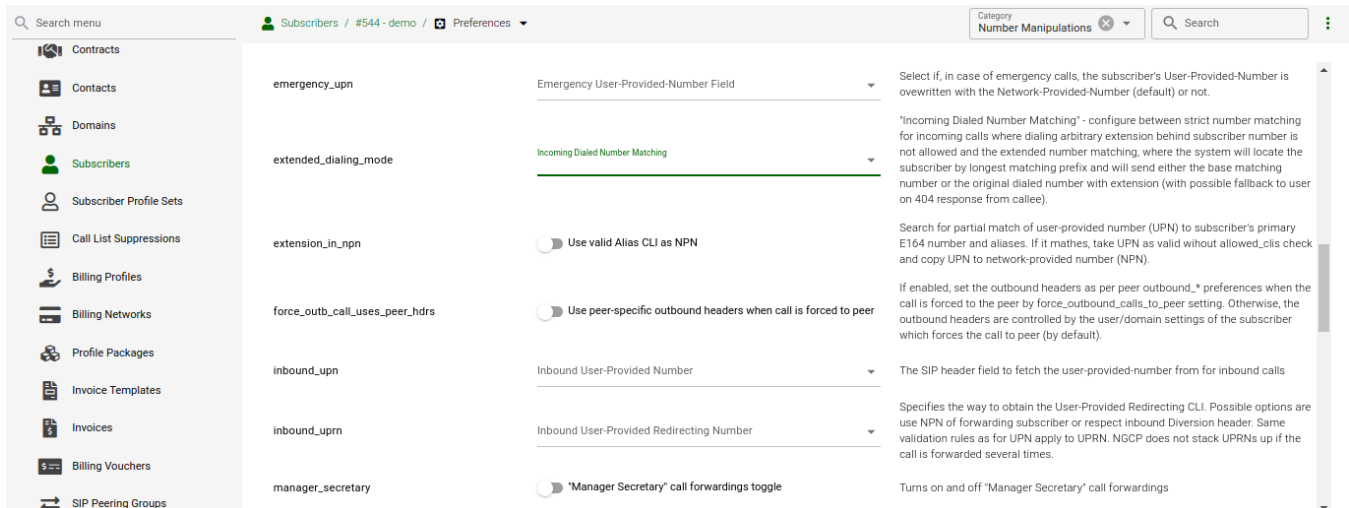 Search menu
Subscribers / #544 - demo / Preferences
Category
Number Manipulations
Search
Contracts
Contacts
Domains
Subscribers
Subscriber Profile Sets
Call List Suppressions
Billing Profiles
Billing Networks
Profile Packages
Invoice Templates
Invoices
Billing Vouchers
SIP Peering Groups
emergency_upn
Emergency User-Provided-Number Field
Select if, in case of emergency calls, the subscriber's User-Provided-Number is
ovewritten with the Network-Provided-Number (default) or not.
extended_dialing_mode
Incoming Dialed Number Matching
"Incoming Dialed Number Matching" - configure between strict number matching
for incoming calls where dialing arbitrary extension behind subscriber number is
not allowed and the extended number matching, where the system will locate the
subscriber by longest matching prefix and will send either the base matching
number or the original dialed number with extension (with possible fallback to user
on 404 response from callee).
extension_in_npn
Use valid Alias CLI as NPN
Search for partial match of user-provided number (UPN) to subscriber's primary
E164 number and aliases. If it mathes, take UPN as valid wihout allowed_clis check
and copy UPN to network-provided number (NPN).
force_outb_call_uses_peer_hdrs
Use peer-specific outbound headers when call is forced to peer
If enabled, set the outbound headers as per peer outbound_* preferences when the
call is forced to the peer by force_outbound_calls_to_peer setting. Otherwise, the
outbound headers are controlled by the user/domain settings of the subscriber
which forces the call to peer (by default).
inbound_upn
Inbound User-Provided Number
The SIP header field to fetch the user-provided-number from for inbound calls
inbound_uprn
Inbound User-Provided Redirecting Number
Specifies the way to obtain the User-Provided Redirecting CLI. Possible options are
use NPN of forwarding subscriber or respect inbound Diversion header. Same
validation rules as for UPN apply to UPRN. NGCP does not stack UPRNs up if the
call is forwarded several times.
manager_secretary
"Manager Secretary" call forwardings toggle
Turns on and off "Manager Secretary" call forwardings